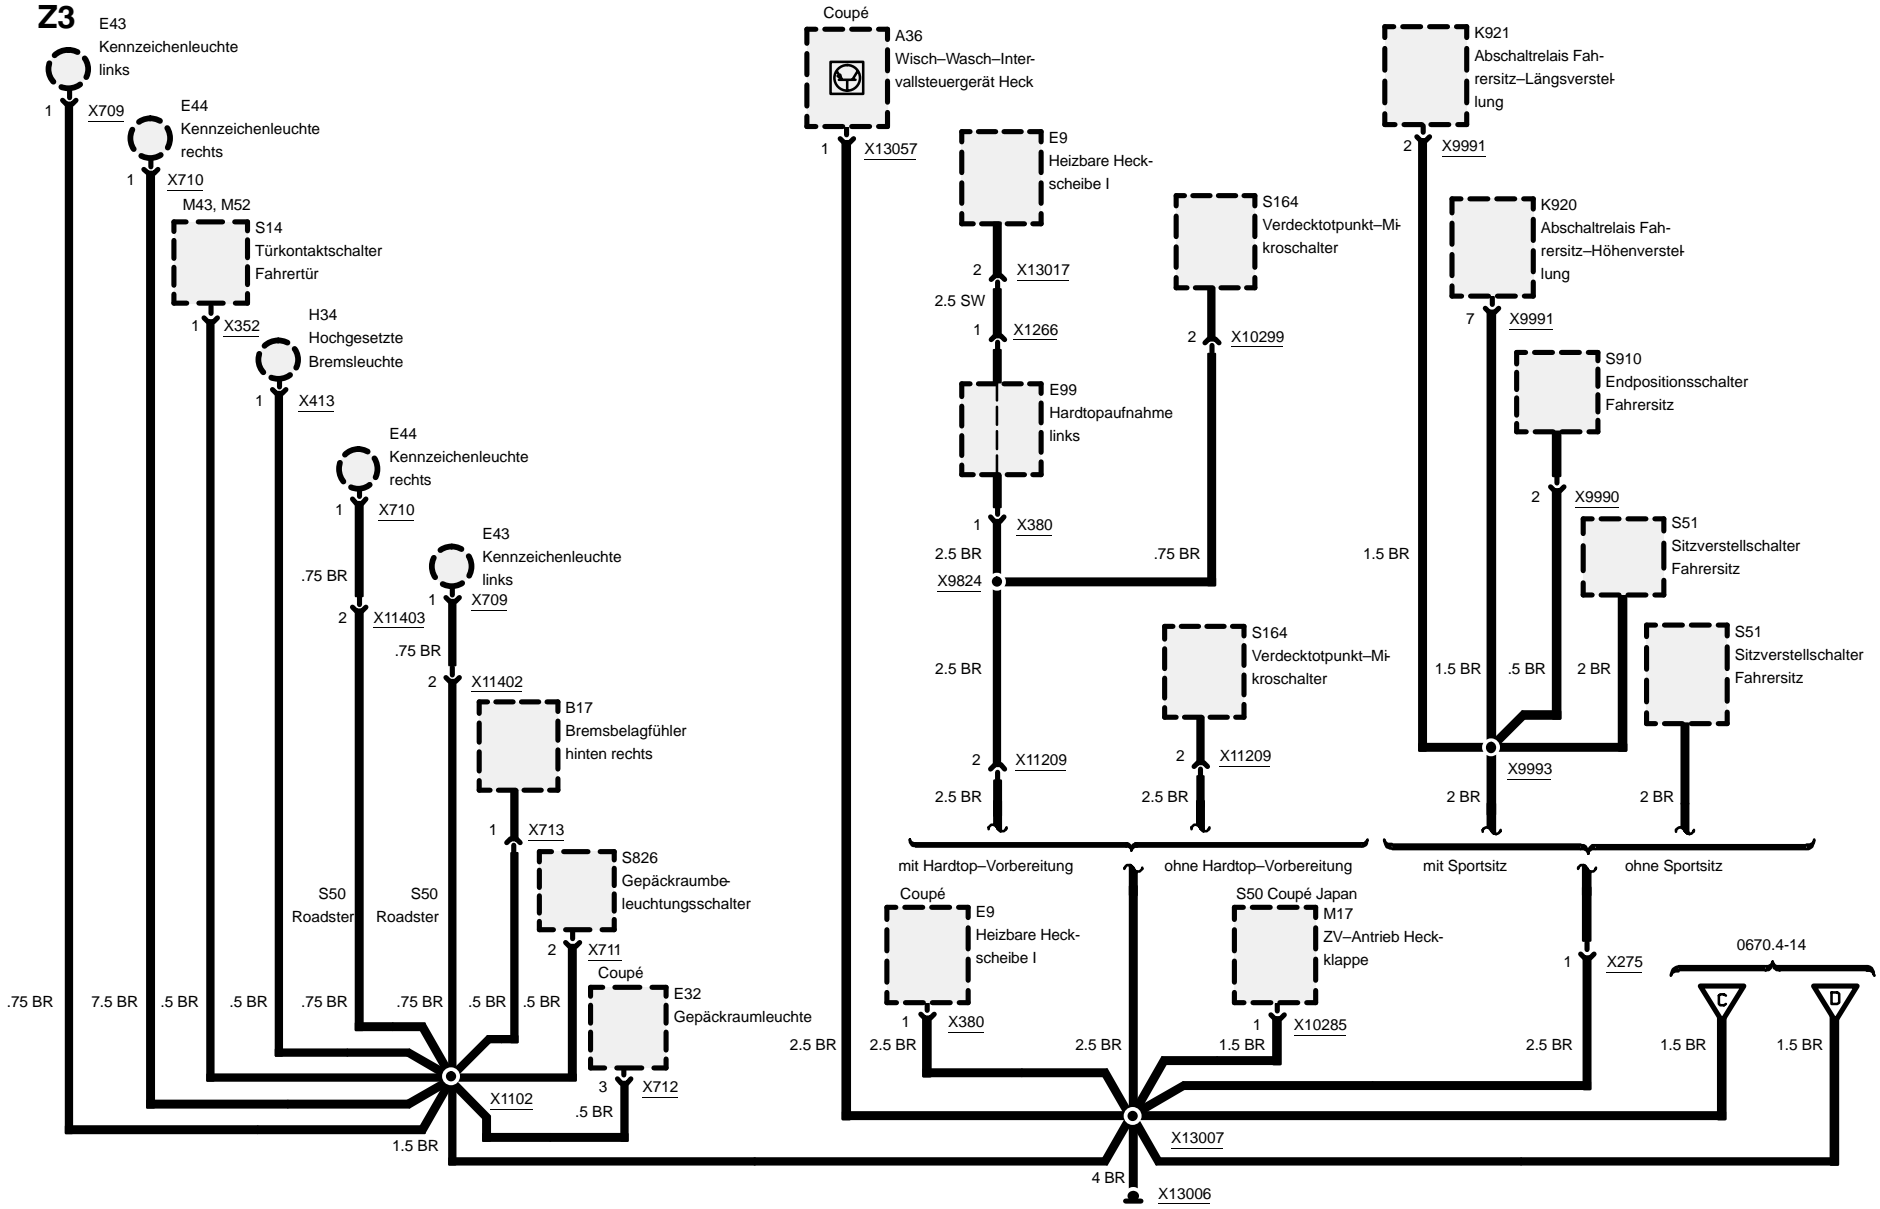 Z3
E43
Kennzeichenleuchte
links
1
X709
E44
Kennzeichenleuchte
rechts
1
X710
M43, M52
S14
Türkontaktschalter
Fahrertür
1
X352
H34
Hochgesetzte
Bremsleuchte
1
X413
E44
Kennzeichenleuchte
rechts
1
X710
.75 BR
2
X11403
E43
Kennzeichenleuchte
links
1
X709
.75 BR
2
X11402
B17
Bremsbelagfühler
hinten rechts
1
X713
S826
Gepäckraumbe-
leuchtungsschalter
2
X711
S50
Roadster
S50
Roadster
Coupé
E32
Gepäckraumleuchte
3
X712
.5 BR
.75 BR
7.5 BR
.5 BR
.5 BR
.75 BR
.75 BR
.5 BR
.5 BR
X1102
1.5 BR
Coupé
A36
Wisch–Wasch–Inter-
vallsteuergerät Heck
1
X13057
E9
Heizbare Heck-
scheibe I
2
X13017
2.5 SW
1
X1266
E99
Hardtopaufnahme
links
1
X380
2.5 BR
X9824
S164
Verdecktotpunkt–Mi-
kroschalter
2
X10299
.75 BR
2.5 BR
2
X11209
2.5 BR
S164
Verdecktotpunkt–Mi-
kroschalter
2
X11209
2.5 BR
mit Hardtop–Vorbereitung
ohne Hardtop–Vorbereitung
Coupé
E9
Heizbare Heck-
scheibe I
1
X380
2.5 BR
2.5 BR
2.5 BR
S50 Coupé Japan
M17
ZV–Antrieb Heck-
klappe
1
X10285
1.5 BR
K921
Abschaltrelais Fah-
rersitz–Längsverstel-
lung
2
X9991
K920
Abschaltrelais Fah-
rersitz–Höhenverstel-
lung
7
X9991
S910
Endpositionsschalter
Fahrersitz
2
X9990
S51
Sitzverstellschalter
Fahrersitz
1.5 BR
1.5 BR
.5 BR
2 BR
S51
Sitzverstellschalter
Fahrersitz
X9993
2 BR
2 BR
mit Sportsitz
ohne Sportsitz
1
X275
2.5 BR
0670.4-14
C
D
1.5 BR
1.5 BR
X13007
4 BR
X13006